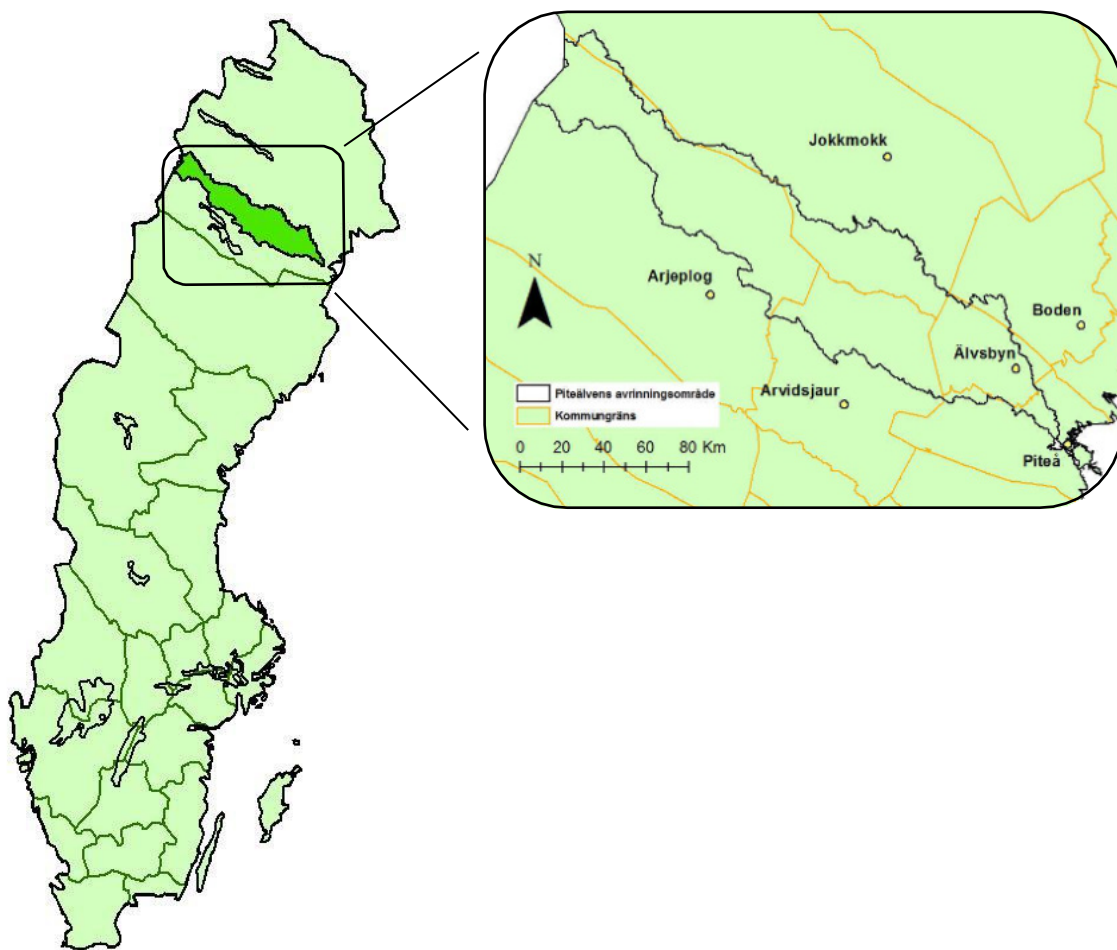 Jokkmokk
N
Arjeplog
Boden
Älvsbyn
Piteälvens avrinningsområde
Arvidsjaur
Kommungräns
0 20 40 60 80 Km
Piteå